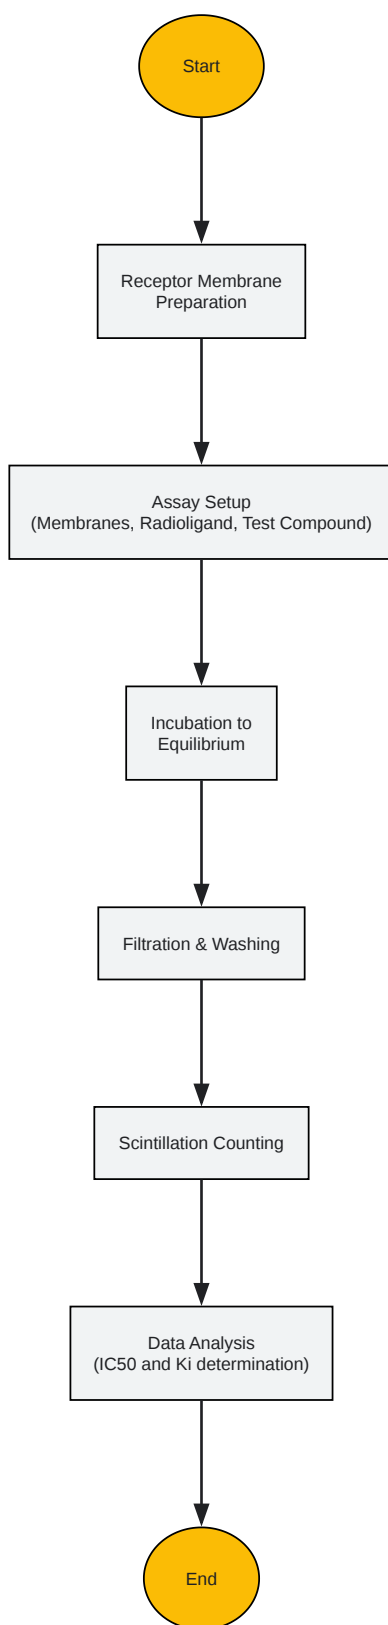 Start
Receptor Membrane
Preparation
Assay Setup
(Membranes, Radioligand, Test Compound)
Incubation to
Equilibrium
Filtration & Washing
Scintillation Counting
Data Analysis
(IC50 and Ki determination)
End